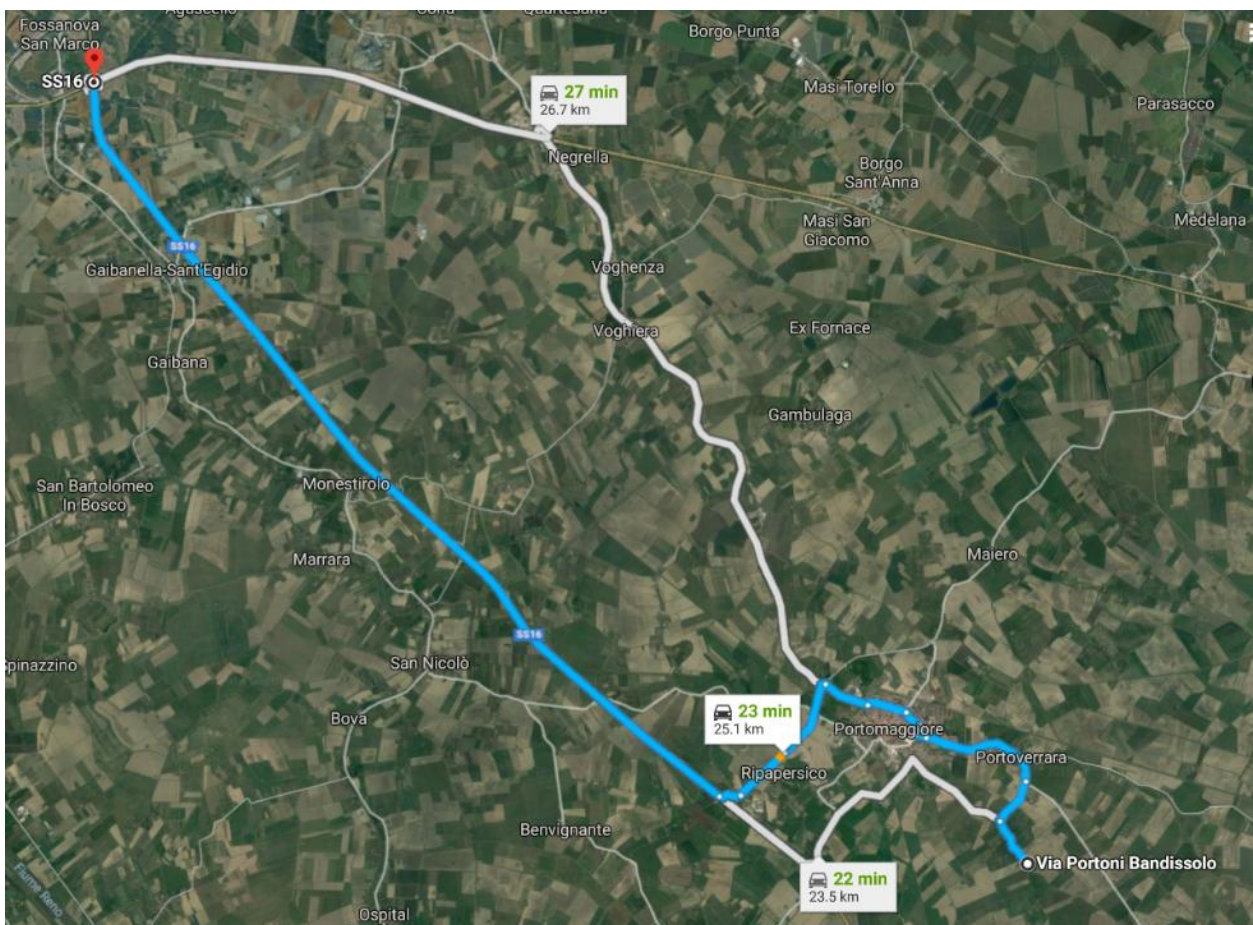 Fossanova
San Marco
Quartesana
Borgo Punta
SS16
27 min
26.7 km
Masi Torello
Parasacco
Negrella
Borgo
Sant'Anna
Masi San
Giacomo
Medelana
SS16
Gaibanella-Sant'Egidio
Voghenza
Voghiera
Ex Fornace
Gaibana
Gambulaga
San Bartolomeo
In Bosco
Monestirolo
Marrara
Maiero
SS16
Spinazzino
San Nicolò
Bova
23 min
25.1 km
Portomaggiore
Portoverrara
Ripapersico
Benvignante
Via Portoni Bandissolo
22 min
23.5 km
Fiume Reno
Ospital